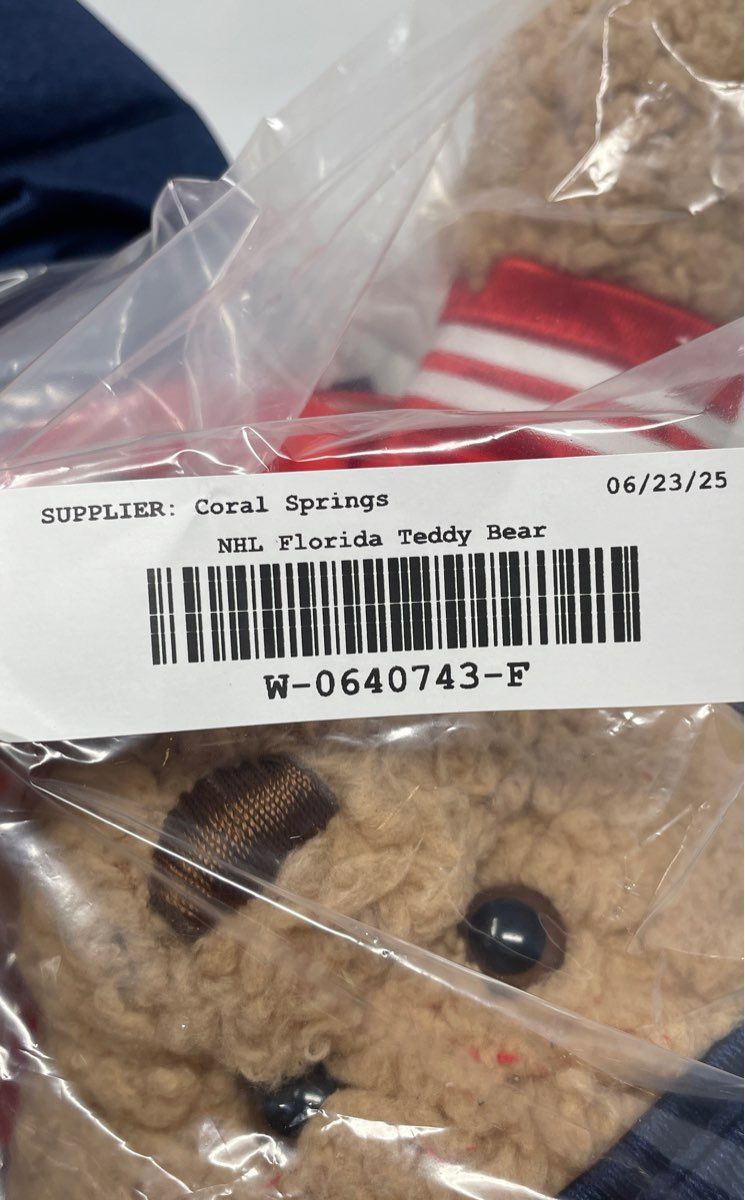 SUPPLIER: Coral Springs 06/23/25
NHL Florida Teddy Bear
W-0640743-F